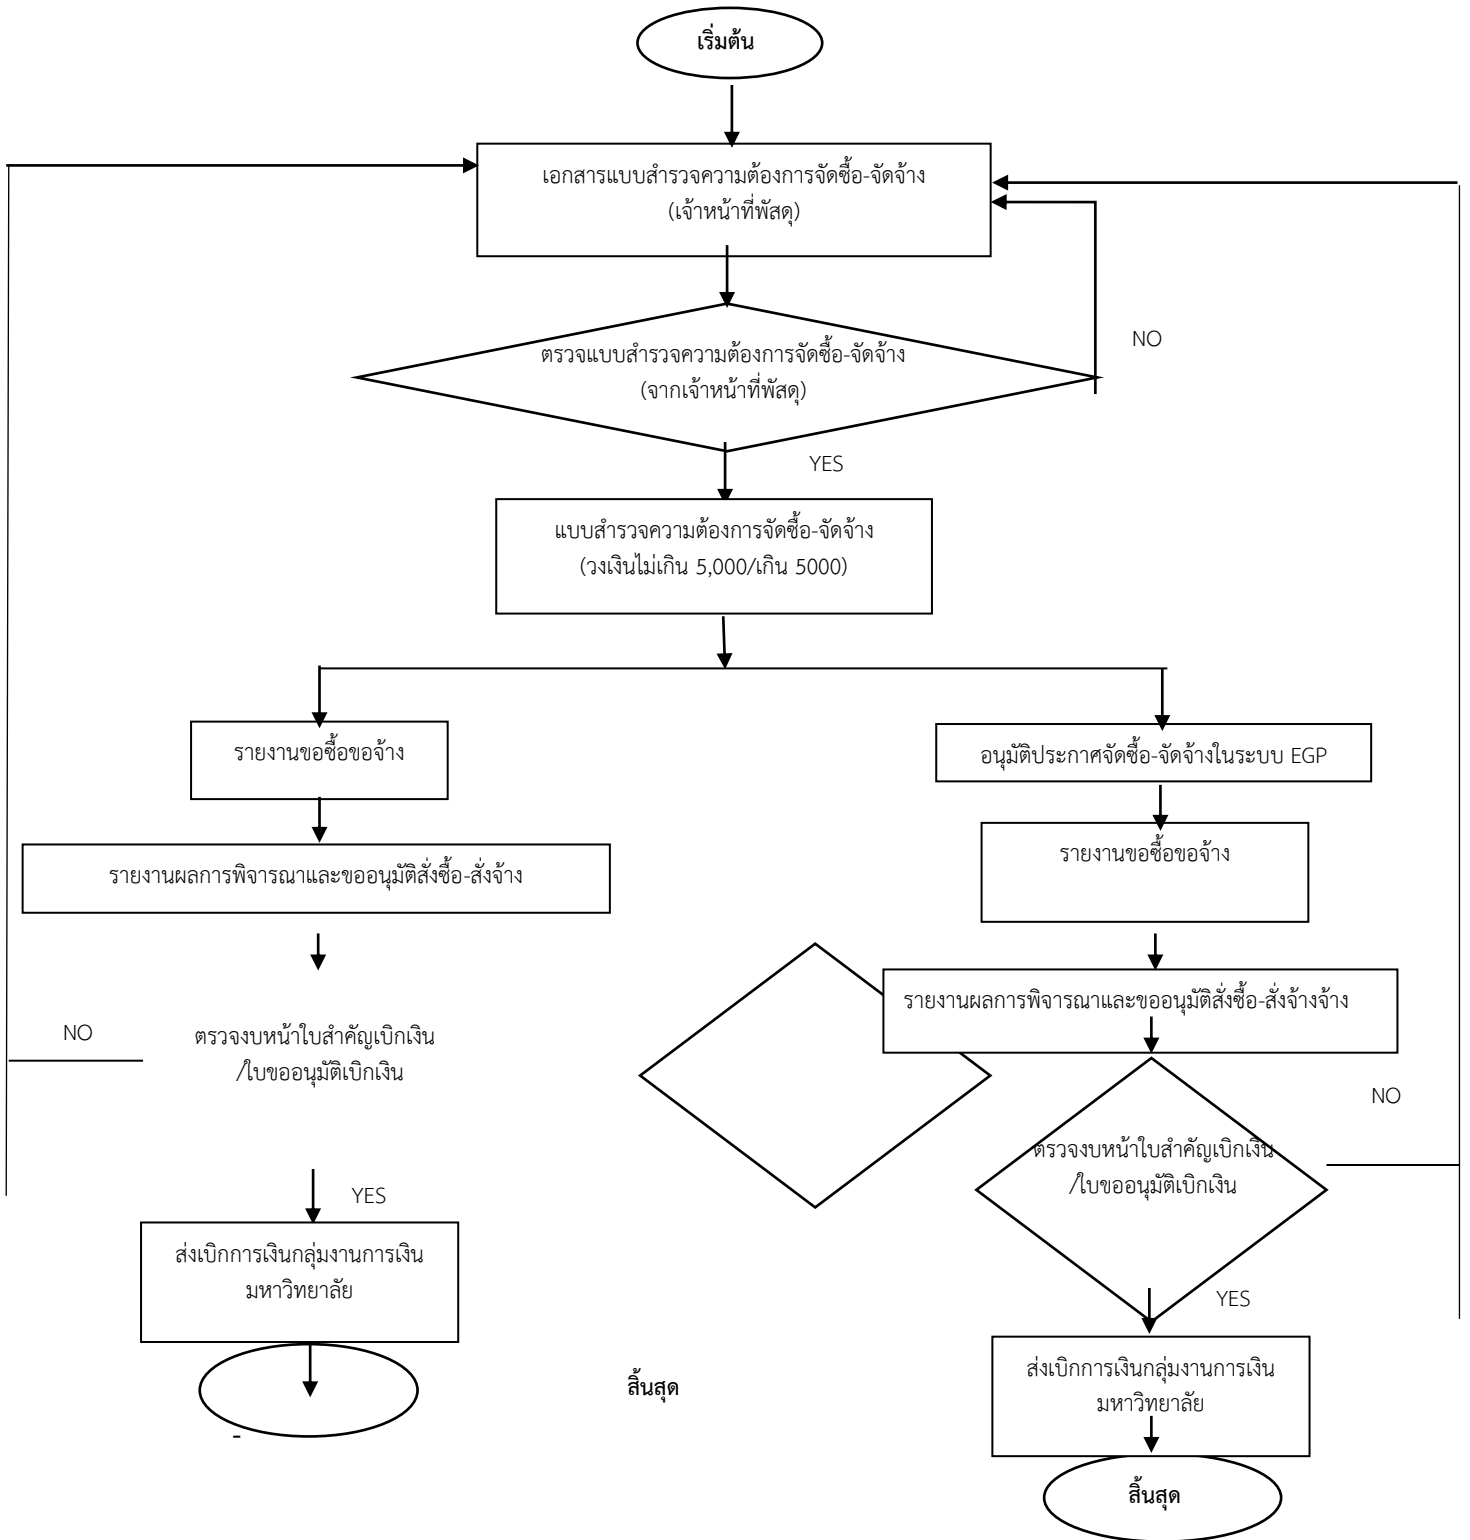 เริ่มต้น
เอกสารแบบสำรวจความต้องการจัดซื้อ-จัดจ้าง
(เจ้าหน้าที่พัสดุ)
NO
ตรวจแบบสำรวจความต้องการจัดซื้อ-จัดจ้าง
(จากเจ้าหน้าที่พัสดุ)
YES
แบบสำรวจความต้องการจัดซื้อ-จัดจ้าง
(วงเงินไม่เกิน 5,000/เกิน 5000)
รายงานขอซื้อขอจ้าง
รายงานผลการพิจารณาและขออนุมัติสั่งซื้อ-สั่งจ้าง
NO
ตรวจงบหน้าใบสำคัญเบิกเงิน
/ใบขออนุมัติเบิกเงิน
YES
ส่งเบิกการเงินกลุ่มงานการเงิน
มหาวิทยาลัย
สิ้นสุด
อนุมัติประกาศจัดซื้อ-จัดจ้างในระบบ EGP
รายงานขอซื้อขอจ้าง
รายงานผลการพิจารณาและขออนุมัติสั่งซื้อ-สั่งจ้างจ้าง
NO
ตรวจงบหน้าใบสำคัญเบิกเงิน
/ใบขออนุมัติเบิกเงิน
YES
ส่งเบิกการเงินกลุ่มงานการเงิน
มหาวิทยาลัย
สิ้นสุด